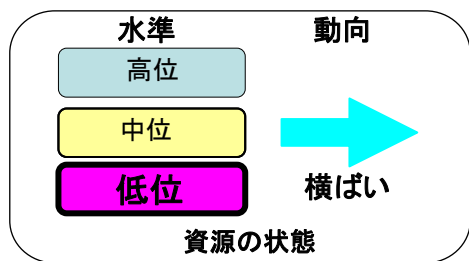 水準 動向
高位
中位
低位
横ばい
資源の状態